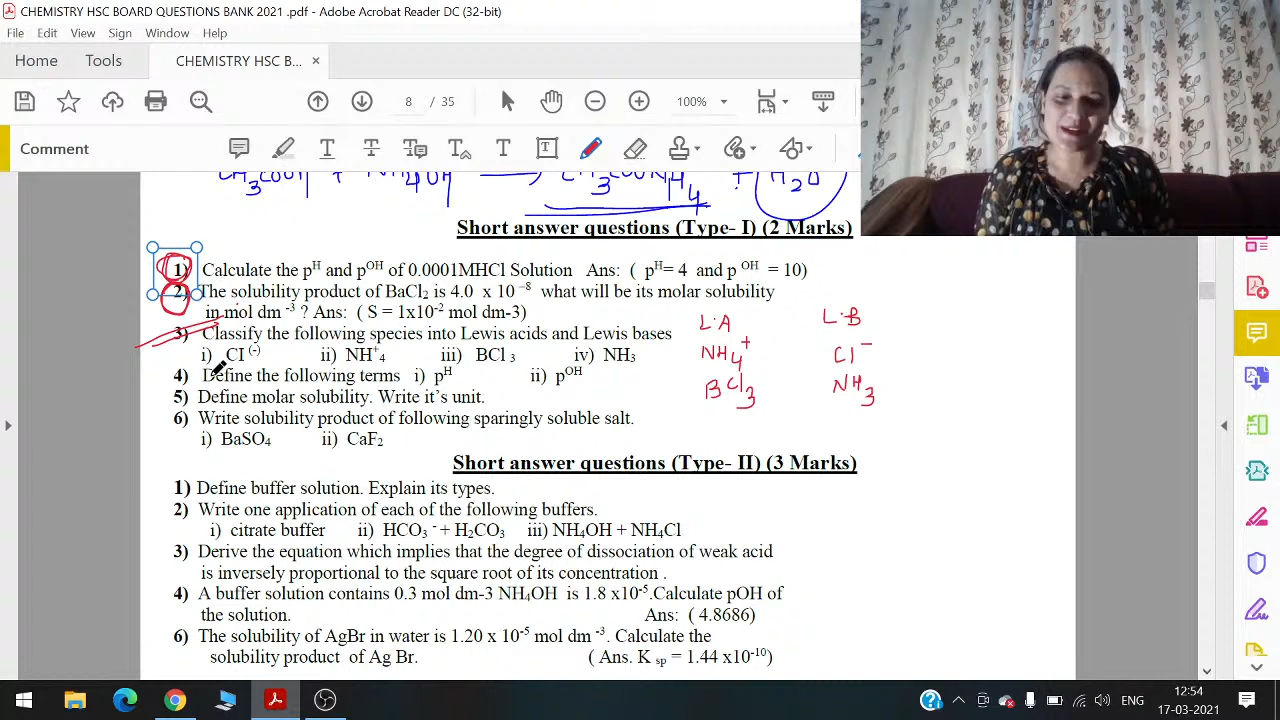 CHEMISTRY HSC BOARD QUESTIONS BANK 2021 .pdf - Adobe Acrobat Reader DC (32-bit)
File Edit View Sign Window Help
Home Tools CHEMISTRY HSC B... ×
8 / 35 100%
Comment
CH3COOH + NH4OH → CH3COONH4 + H2O
Short answer questions (Type- I) (2 Marks)
1) Calculate the pH and pOH of 0.0001MHCl Solution Ans: ( pH= 4 and p OH = 10)
2) The solubility product of BaCl2 is 4.0 x 10 -8 what will be its molar solubility
in mol dm -3 ? Ans: ( S = 1x10-2 mol dm-3)
3) Classify the following species into Lewis acids and Lewis bases
i) CI (-) ii) NH+4 iii) BCl 3 iv) NH3
L.A L.B
NH4+ Cl−
BCl3 NH3
4) Define the following terms i) pH ii) pOH
5) Define molar solubility. Write it’s unit.
6) Write solubility product of following sparingly soluble salt.
i) BaSO4 ii) CaF2
Short answer questions (Type- II) (3 Marks)
1) Define buffer solution. Explain its types.
2) Write one application of each of the following buffers.
i) citrate buffer ii) HCO3 - + H2CO3 iii) NH4OH + NH4Cl
3) Derive the equation which implies that the degree of dissociation of weak acid
is inversely proportional to the square root of its concentration .
4) A buffer solution contains 0.3 mol dm-3 NH4OH is 1.8 x10-5.Calculate pOH of
the solution. Ans: ( 4.8686)
6) The solubility of AgBr in water is 1.20 x 10-5 mol dm -3. Calculate the
solubility product of Ag Br. ( Ans. K sp = 1.44 x10-10)
ENG
12:54
17-03-2021